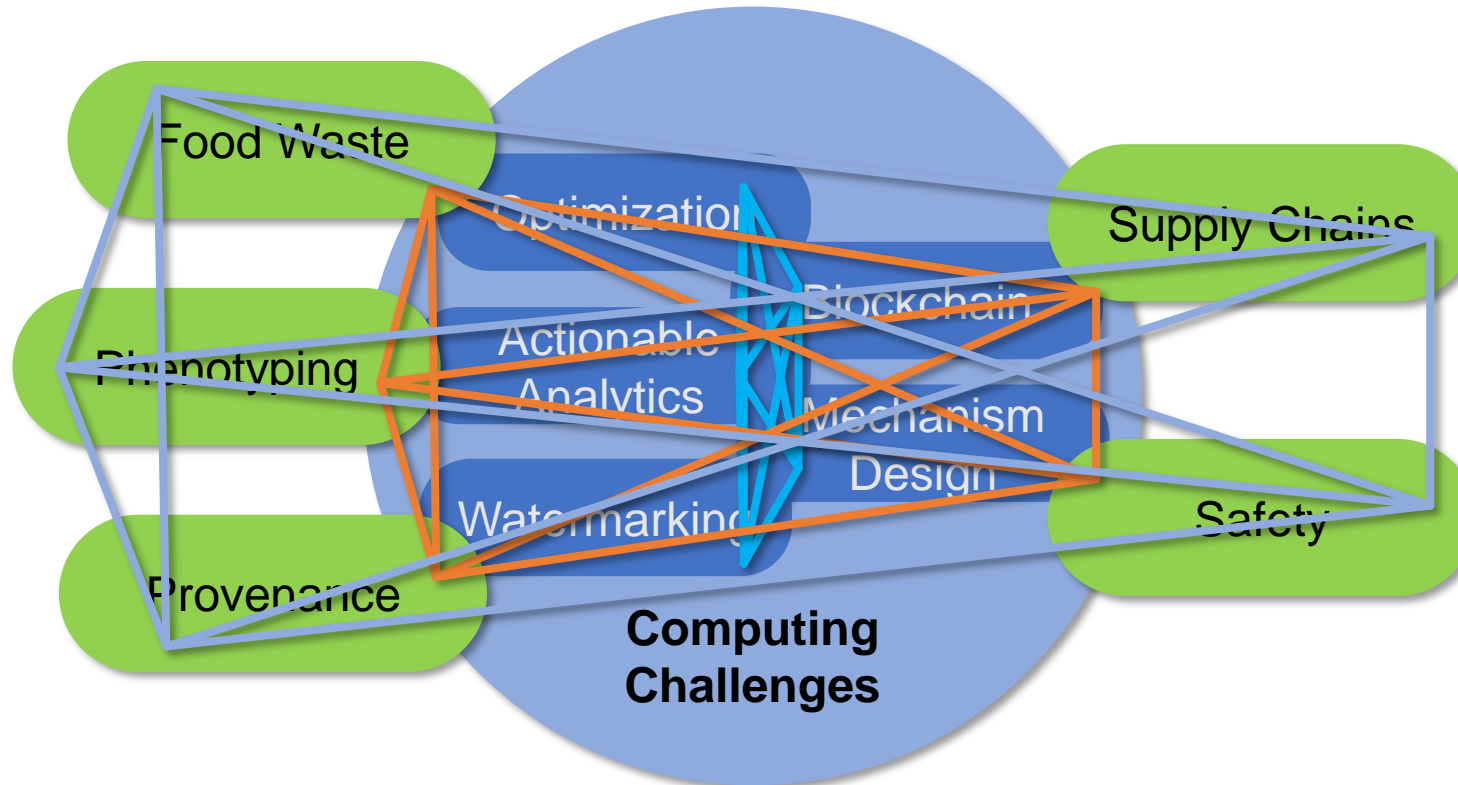 Food Waste
Optimization
Supply Chains
Blockchain
Actionable
Analytics
Phenotyping
Mechanism
Design
Watermarking
Safety
Provenance
Computing
Challenges